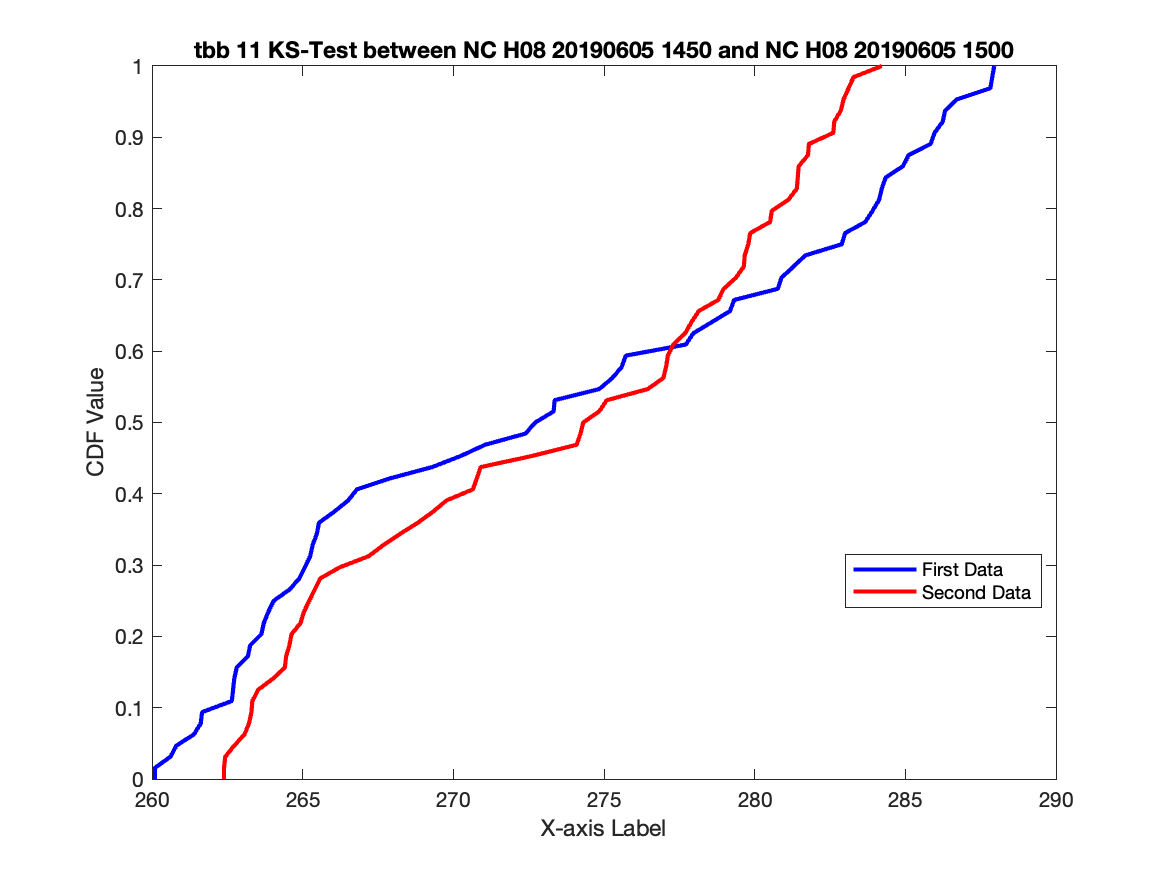 tbb 11 KS-Test between NC H08 20190605 1450 and NC H08 20190605 1500
1
0.9
0.8
0.7
0.6
0.5
0.4
0.3
0.2
0.1
0
CDF Value
First Data
Second Data
260 265 270 275 280 285 290
X-axis Label